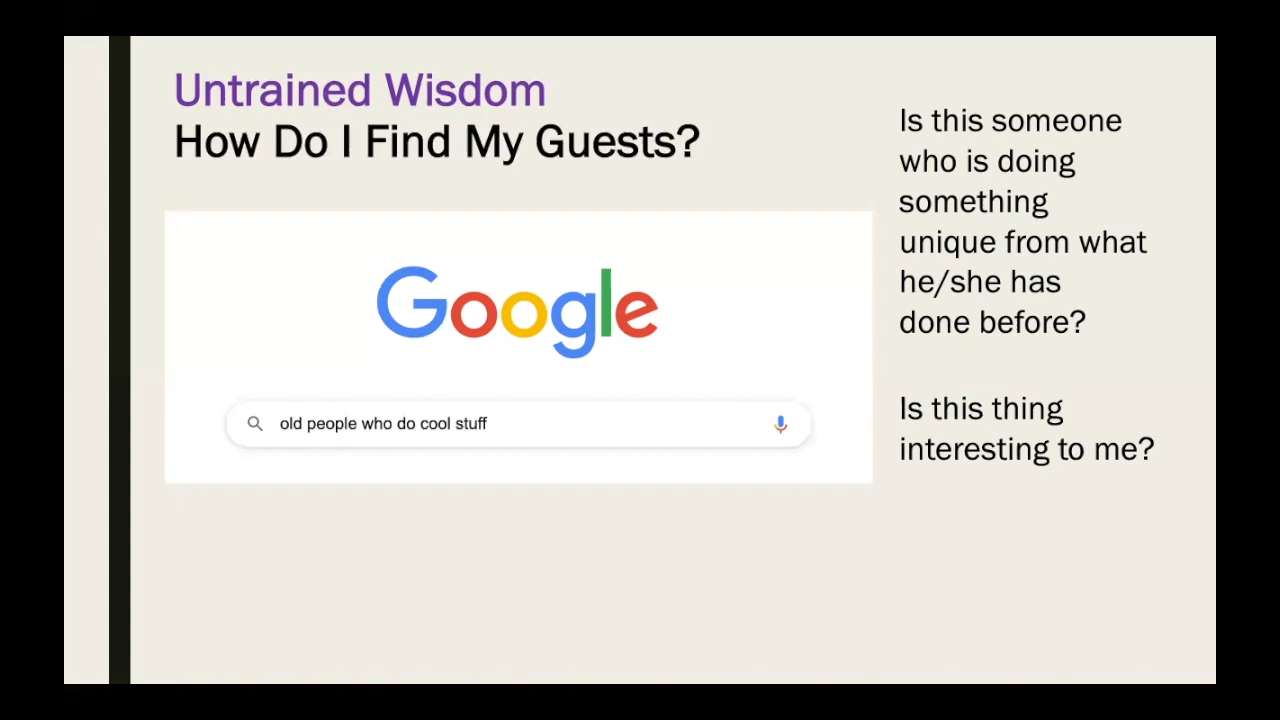 Untrained Wisdom
How Do I Find My Guests?
Google
old people who do cool stuff
Is this someone
who is doing
something
unique from what
he/she has
done before?
Is this thing
interesting to me?